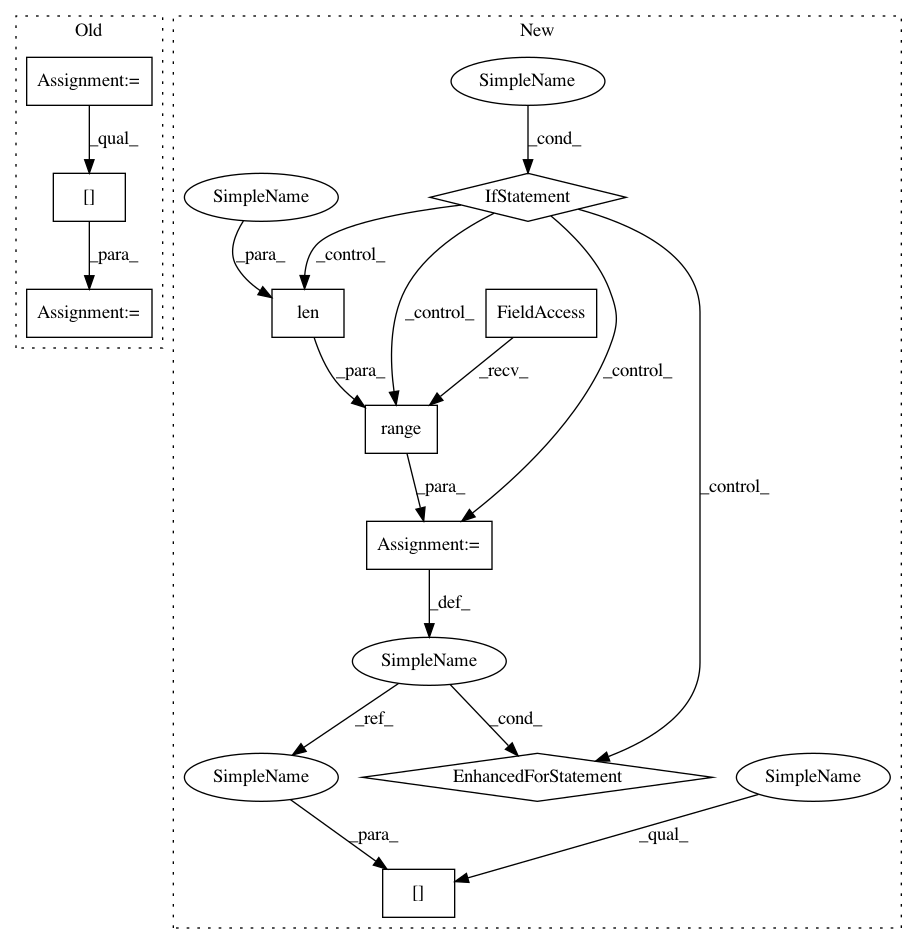 Old
New
Assignment:=
SimpleName
_qual_
_cond_
[]
SimpleName
IfStatement
_para_
_para_
_control_
Assignment:=
len
_control_
FieldAccess
_control_
_para_
_recv_
range
_control_
_para_
Assignment:=
_def_
SimpleName
_ref_
_cond_
SimpleName
EnhancedForStatement
SimpleName
_para_
_qual_
[]